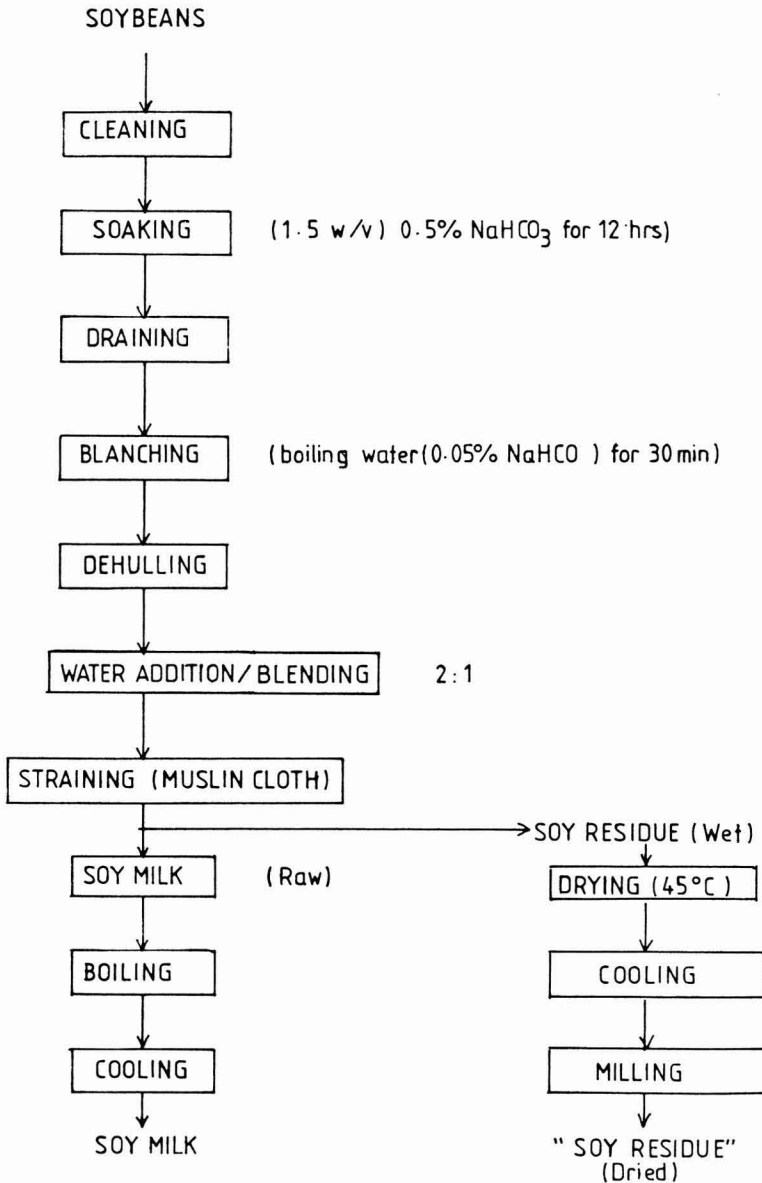 SOYBEANS
CLEANING
SOAKING (1.5 w/v) 0.5% NaHCO₃ for 12 hrs)
DRAINING
BLANCHING (boiling water(0.05% NaHCO ) for 30min)
DEHULLING
WATER ADDITION/BLENDING 2:1
STRAINING (MUSLIN CLOTH)
SOY RESIDUE (Wet)
SOY MILK (Raw)
DRYING (45°C)
BOILING
COOLING
COOLING
MILLING
SOY MILK
"SOY RESIDUE"
(Dried)